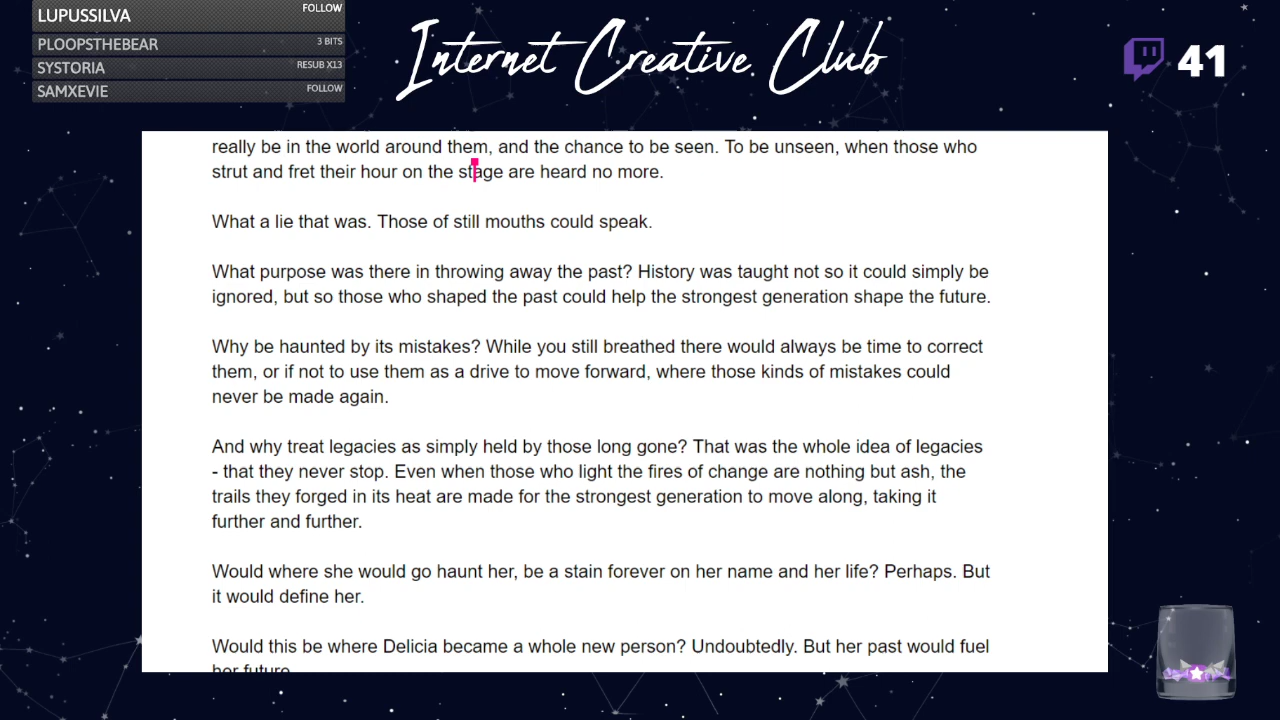 LUPUSSILVA FOLLOW
PLOOPSTHEBEAR 3 BITS
SYSTORIA RESUB X13
SAMXEVIE FOLLOW
Internet Creative Club
41
really be in the world around them, and the chance to be seen. To be unseen, when those who
strut and fret their hour on the stage are heard no more.
What a lie that was. Those of still mouths could speak.
What purpose was there in throwing away the past? History was taught not so it could simply be
ignored, but so those who shaped the past could help the strongest generation shape the future.
Why be haunted by its mistakes? While you still breathed there would always be time to correct
them, or if not to use them as a drive to move forward, where those kinds of mistakes could
never be made again.
And why treat legacies as simply held by those long gone? That was the whole idea of legacies
- that they never stop. Even when those who light the fires of change are nothing but ash, the
trails they forged in its heat are made for the strongest generation to move along, taking it
further and further.
Would where she would go haunt her, be a stain forever on her name and her life? Perhaps. But
it would define her.
Would this be where Delicia became a whole new person? Undoubtedly. But her past would fuel
her future.